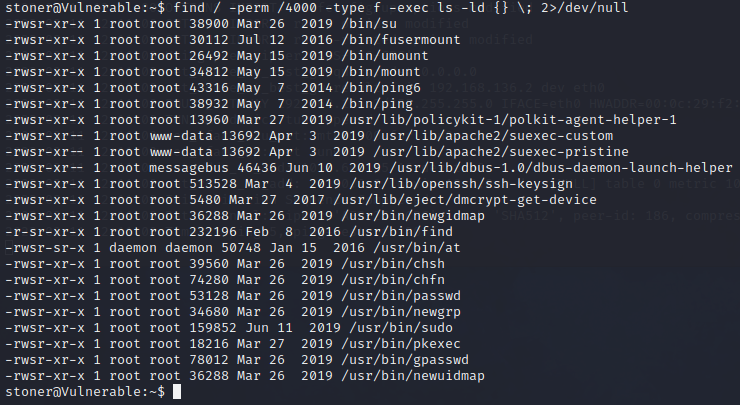 stoner@Vulnerable:~$ find / -perm /4000 -type f -exec ls -ld {} \; 2>/dev/null
-rwsr-xr-x 1 root root 38900 Mar 26  2019 /bin/su
-rwsr-xr-x 1 root root 30112 Jul 12  2016 /bin/fusermount
-rwsr-xr-x 1 root root 26492 May 15  2019 /bin/umount
-rwsr-xr-x 1 root root 34812 May 15  2019 /bin/mount
-rwsr-xr-x 1 root root 43316 May  7  2014 /bin/ping6
-rwsr-xr-x 1 root root 38932 May  7  2014 /bin/ping
-rwsr-xr-x 1 root root 13960 Mar 27  2019 /usr/lib/policykit-1/polkit-agent-helper-1
-rwsr-xr-- 1 root www-data 13692 Apr  3  2019 /usr/lib/apache2/suexec-custom
-rwsr-xr-- 1 root www-data 13692 Apr  3  2019 /usr/lib/apache2/suexec-pristine
-rwsr-xr-- 1 root messagebus 46436 Jun 10  2019 /usr/lib/dbus-1.0/dbus-daemon-launch-helper
-rwsr-xr-x 1 root root 513528 Mar  4  2019 /usr/lib/openssh/ssh-keysign
-rwsr-xr-x 1 root root 5480 Mar 27  2017 /usr/lib/eject/dmcrypt-get-device
-rwsr-xr-x 1 root root 36288 Mar 26  2019 /usr/bin/newgidmap
-r-sr-xr-x 1 root root 232196 Feb  8  2016 /usr/bin/find
-rwsr-sr-x 1 daemon daemon 50748 Jan 15  2016 /usr/bin/at
-rwsr-xr-x 1 root root 39560 Mar 26  2019 /usr/bin/chsh
-rwsr-xr-x 1 root root 74280 Mar 26  2019 /usr/bin/chfn
-rwsr-xr-x 1 root root 53128 Mar 26  2019 /usr/bin/passwd
-rwsr-xr-x 1 root root 34680 Mar 26  2019 /usr/bin/newgrp
-rwsr-xr-x 1 root root 159852 Jun 11  2019 /usr/bin/sudo
-rwsr-xr-x 1 root root 18216 Mar 27  2019 /usr/bin/pkexec
-rwsr-xr-x 1 root root 78012 Mar 26  2019 /usr/bin/gpasswd
-rwsr-xr-x 1 root root 36288 Mar 26  2019 /usr/bin/newuidmap
stoner@Vulnerable:~$